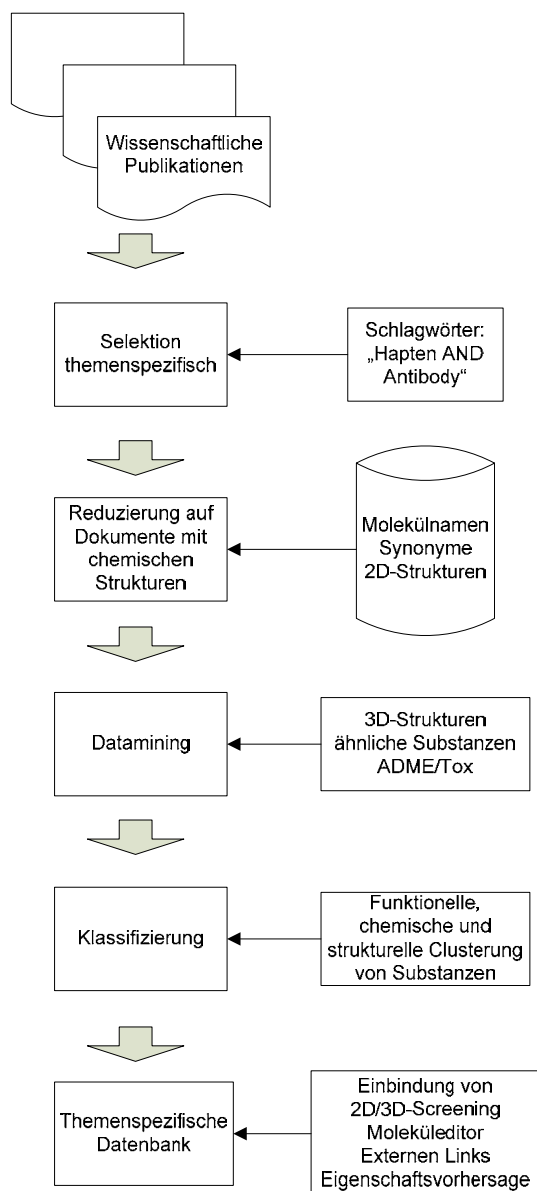 Wissenschaftliche
Publikationen
Selektion
themenspezifisch
Schlagwörter:
„Hapten AND
Antibody“
Reduzierung auf
Dokumente mit
chemischen
Strukturen
Molekülnamen
Synonyme
2D-Strukturen
Datamining
3D-Strukturen
ähnliche Substanzen
ADME/Tox
Klassifizierung
Funktionelle,
chemische und
strukturelle Clusterung
von Substanzen
Themenspezifische
Datenbank
Einbindung von
2D/3D-Screening
Moleküleditor
Externen Links
Eigenschaftsvorhersage